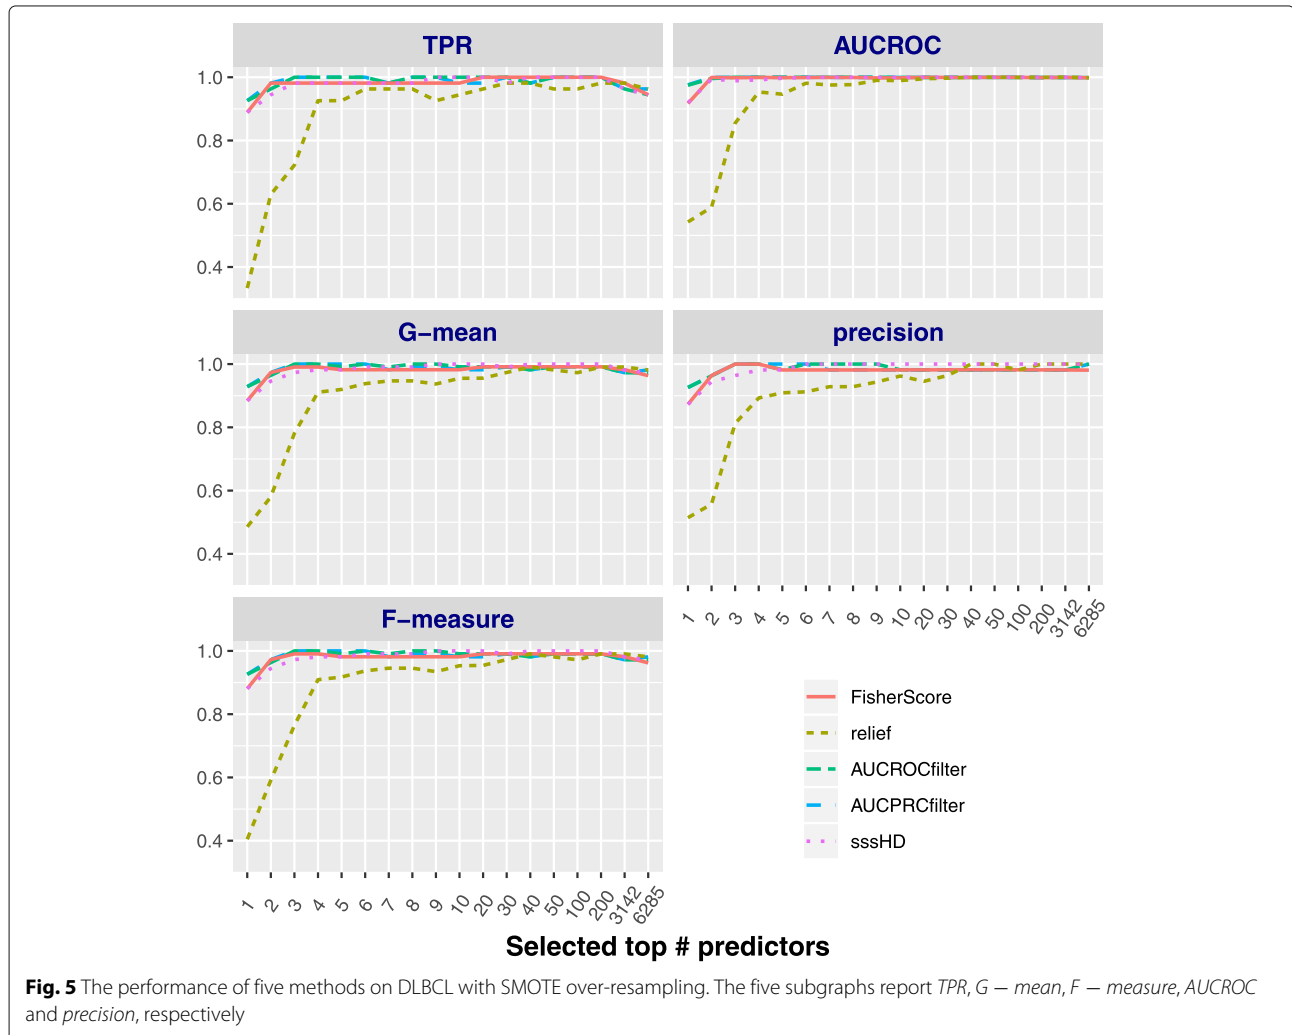 TPR
AUCROC
1.0
0.8
0.6
0.4
G−mean
precision
1.0
0.8
0.6
0.4
1 2 3 4 5 6 7 8 9 10 20 30 40 50 100 200 3142 6285
F−measure
1.0
0.8
0.6
0.4
1 2 3 4 5 6 7 8 9 10 20 30 40 50 100 200 3142 6285
FisherScore
relief
AUCROCfilter
AUCPRCfilter
sssHD
Selected top # predictors
Fig. 5 The performance of five methods on DLBCL with SMOTE over-resampling. The five subgraphs report TPR, G − mean, F − measure, AUCROC
and precision, respectively